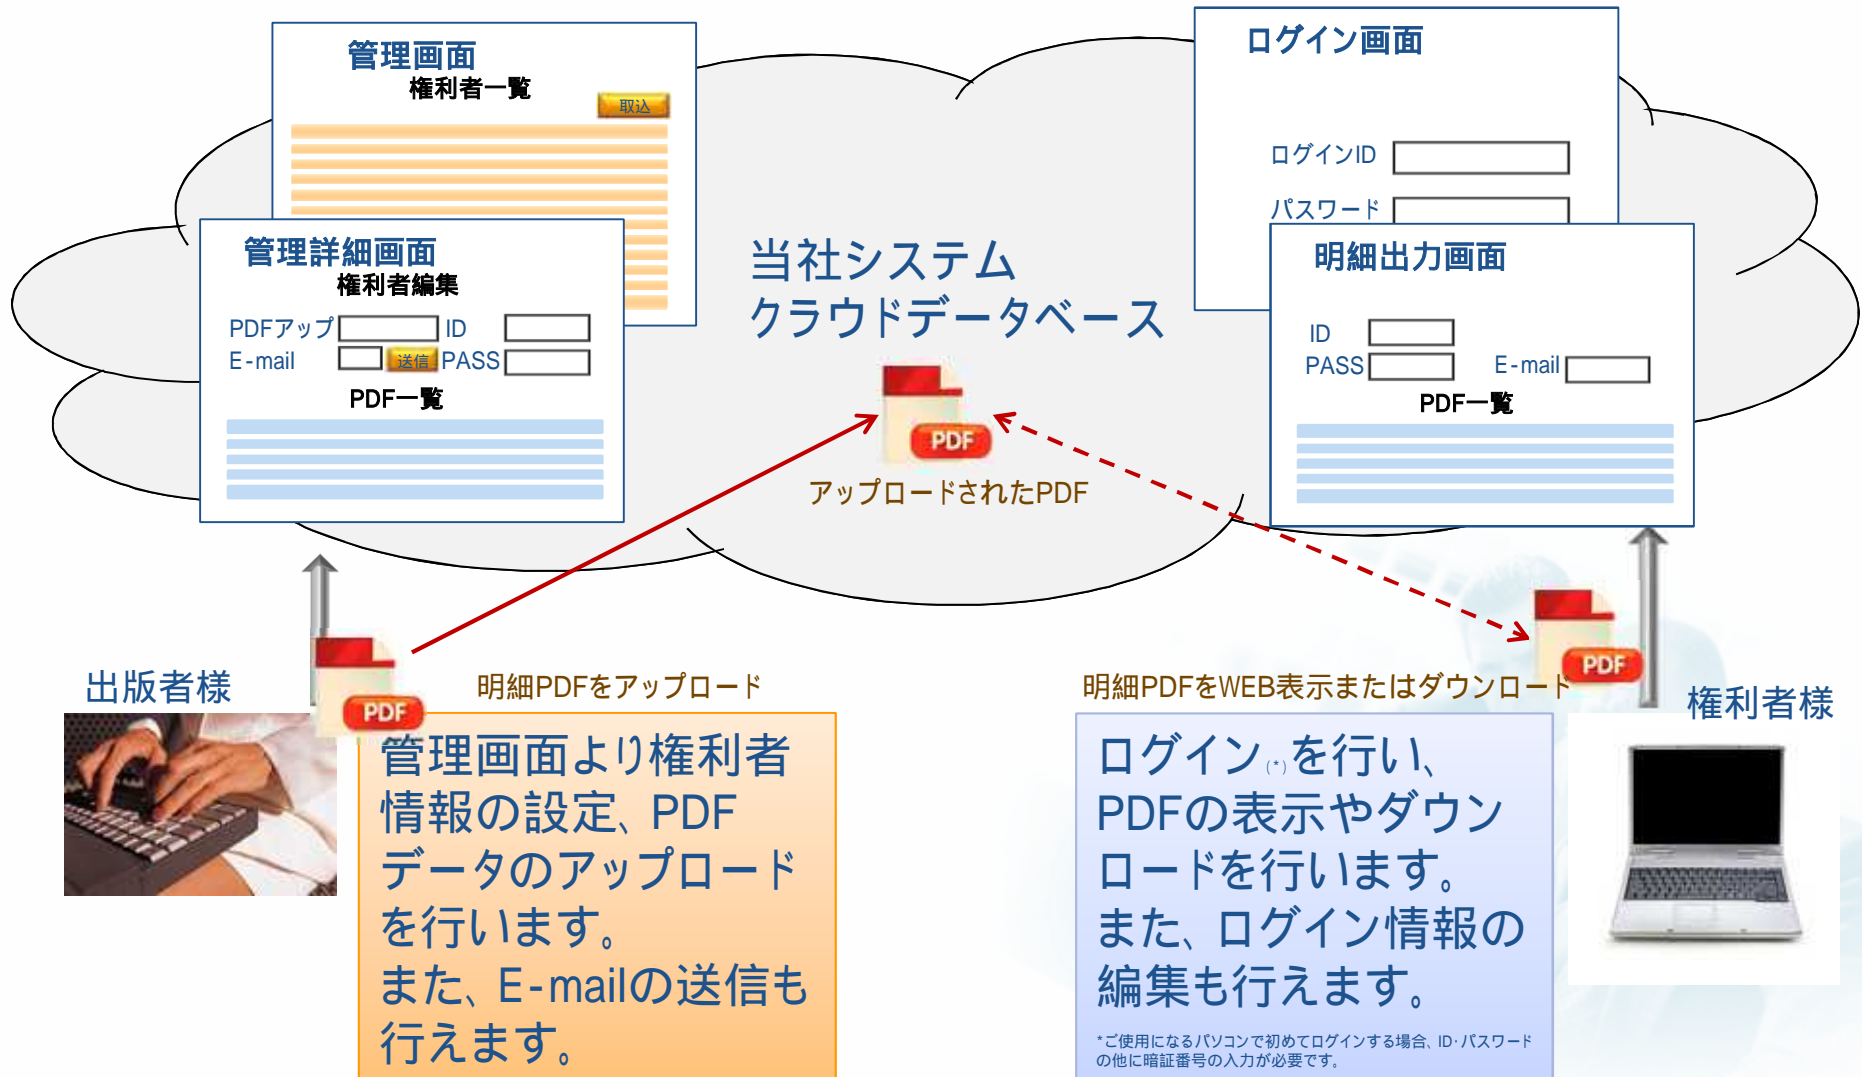 管理画面
権利者一覧
取込
管理詳細画面
権利者編集
PDFアップ
ID
E-mail
送信
PASS
PDF一覧
当社システム
クラウドデータベース
PDF
アップロードされたPDF
ログイン画面
ログインID
パスワード
明細出力画面
ID
PASS
E-mail
PDF一覧
出版者様
PDF
明細PDFをアップロード
管理画面より権利者
情報の設定、PDF
データのアップロード
を行います。
また、E-mailの送信も
行えます。
明細PDFをWEB表示またはダウンロード
PDF
権利者様
ログイン(*)を行い、
PDFの表示やダウン
ロードを行います。
また、ログイン情報の
編集も行えます。
*ご使用になるパソコンで初めてログインする場合、ID・パスワード
の他に暗証番号の入力が必要です。